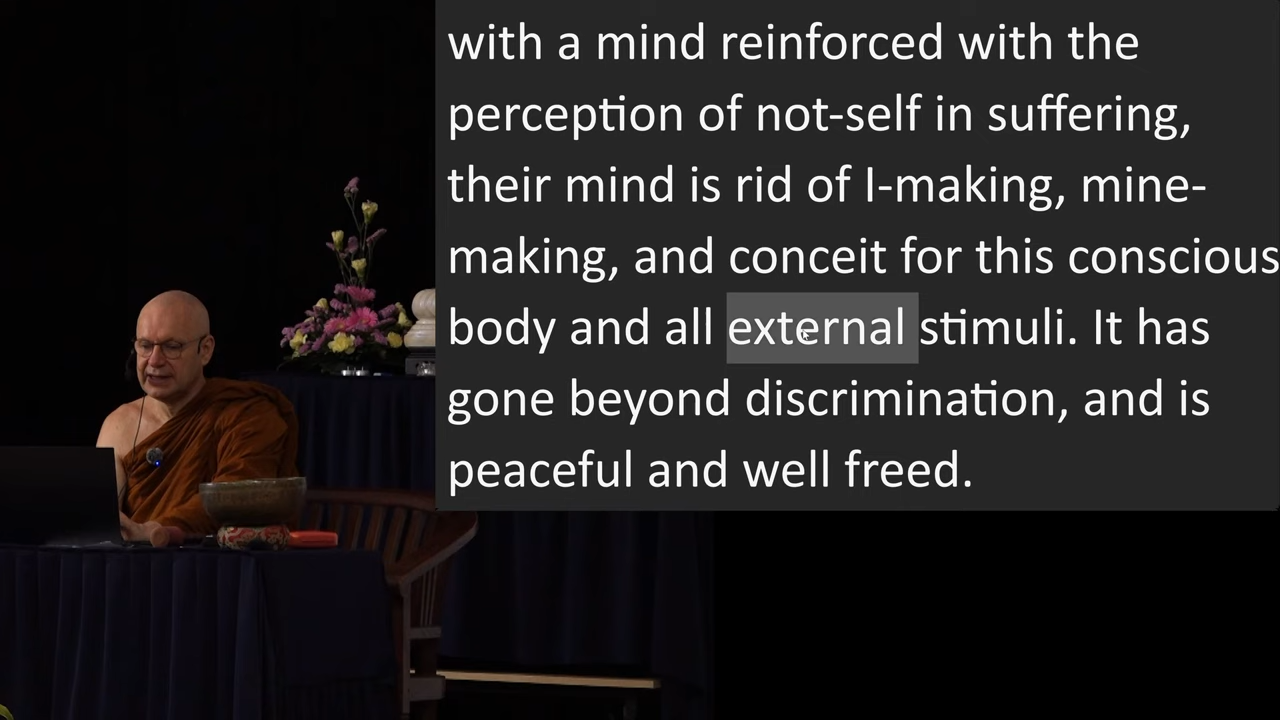 with a mind reinforced with the
perception of not-self in suffering,
their mind is rid of I-making, mine-
making, and conceit for this conscious
body and all external stimuli. It has
gone beyond discrimination, and is
peaceful and well freed.